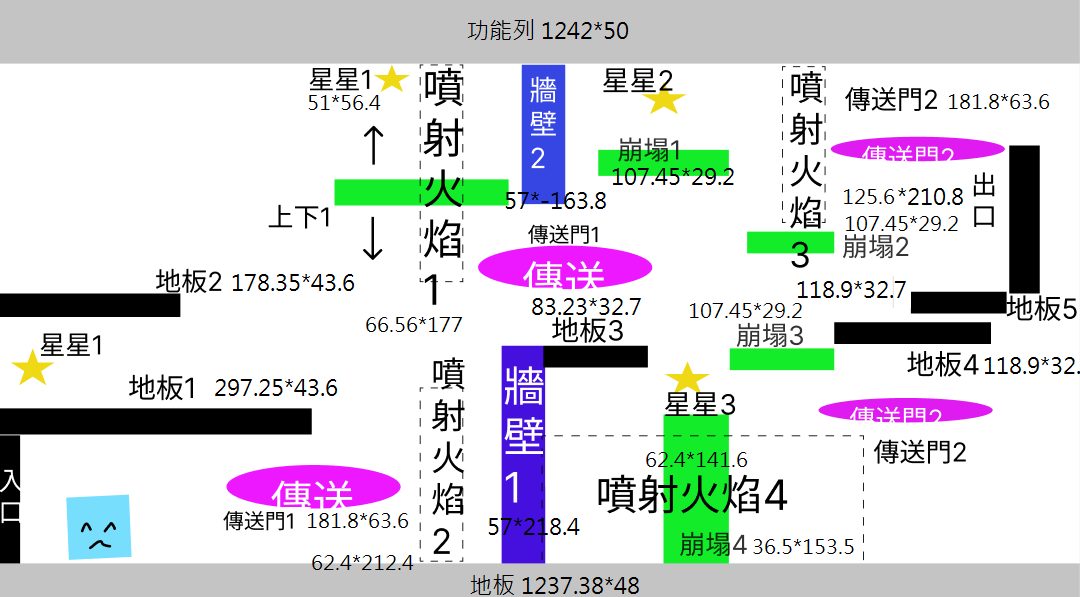 功能列 1242*50
星星1
51*56.4
噴射火焰1
牆壁2
星星2
噴射火焰3
傳送門2 181.8*63.6
崩塌1
107.45*29.2
傳送門2
125.6*210.8
出口
107.45*29.2
57*-163.8
上下1
傳送門1
崩塌2
傳送
地板2 178.35*43.6
118.9*32.7
83.23*32.7
107.45*29.2
地板5
66.56*177
地板3
崩塌3
星星1
地板4 118.9*32.
噴射火焰2
牆壁1
地板1 297.25*43.6
星星3
傳送門2
傳送門2
62.4*141.6
入口
傳送
噴射火焰4
傳送門1 181.8*63.6
57*218.4
崩塌4 36.5*153.5
62.4*212.4
地板 1237.38*48